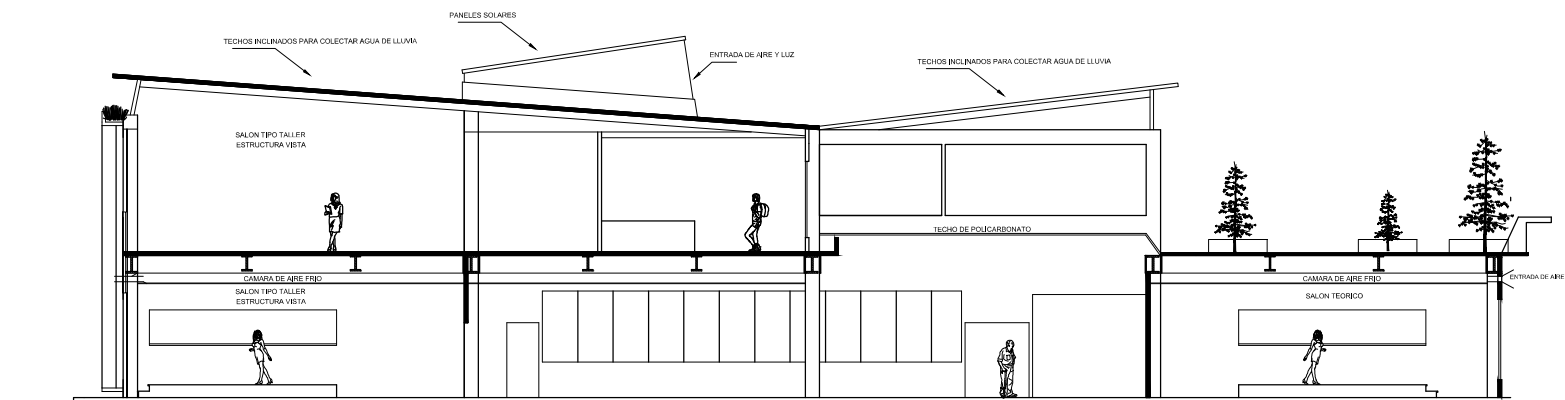 PANELES SOLARES
TECHOS INCLINADOS PARA COLECTAR AGUA DE LLUVIA
ENTRADA DE AIRE Y LUZ
TECHOS INCLINADOS PARA COLECTAR AGUA DE LLUVIA
SALON TIPO TALLER
ESTRUCTURA VISTA
TECHO DE POLICARBONATO
CAMARA DE AIRE FRIO
CAMARA DE AIRE FRIO
ENTRADA DE AIRE
SALON TIPO TALLER
ESTRUCTURA VISTA
SALON TEORICO